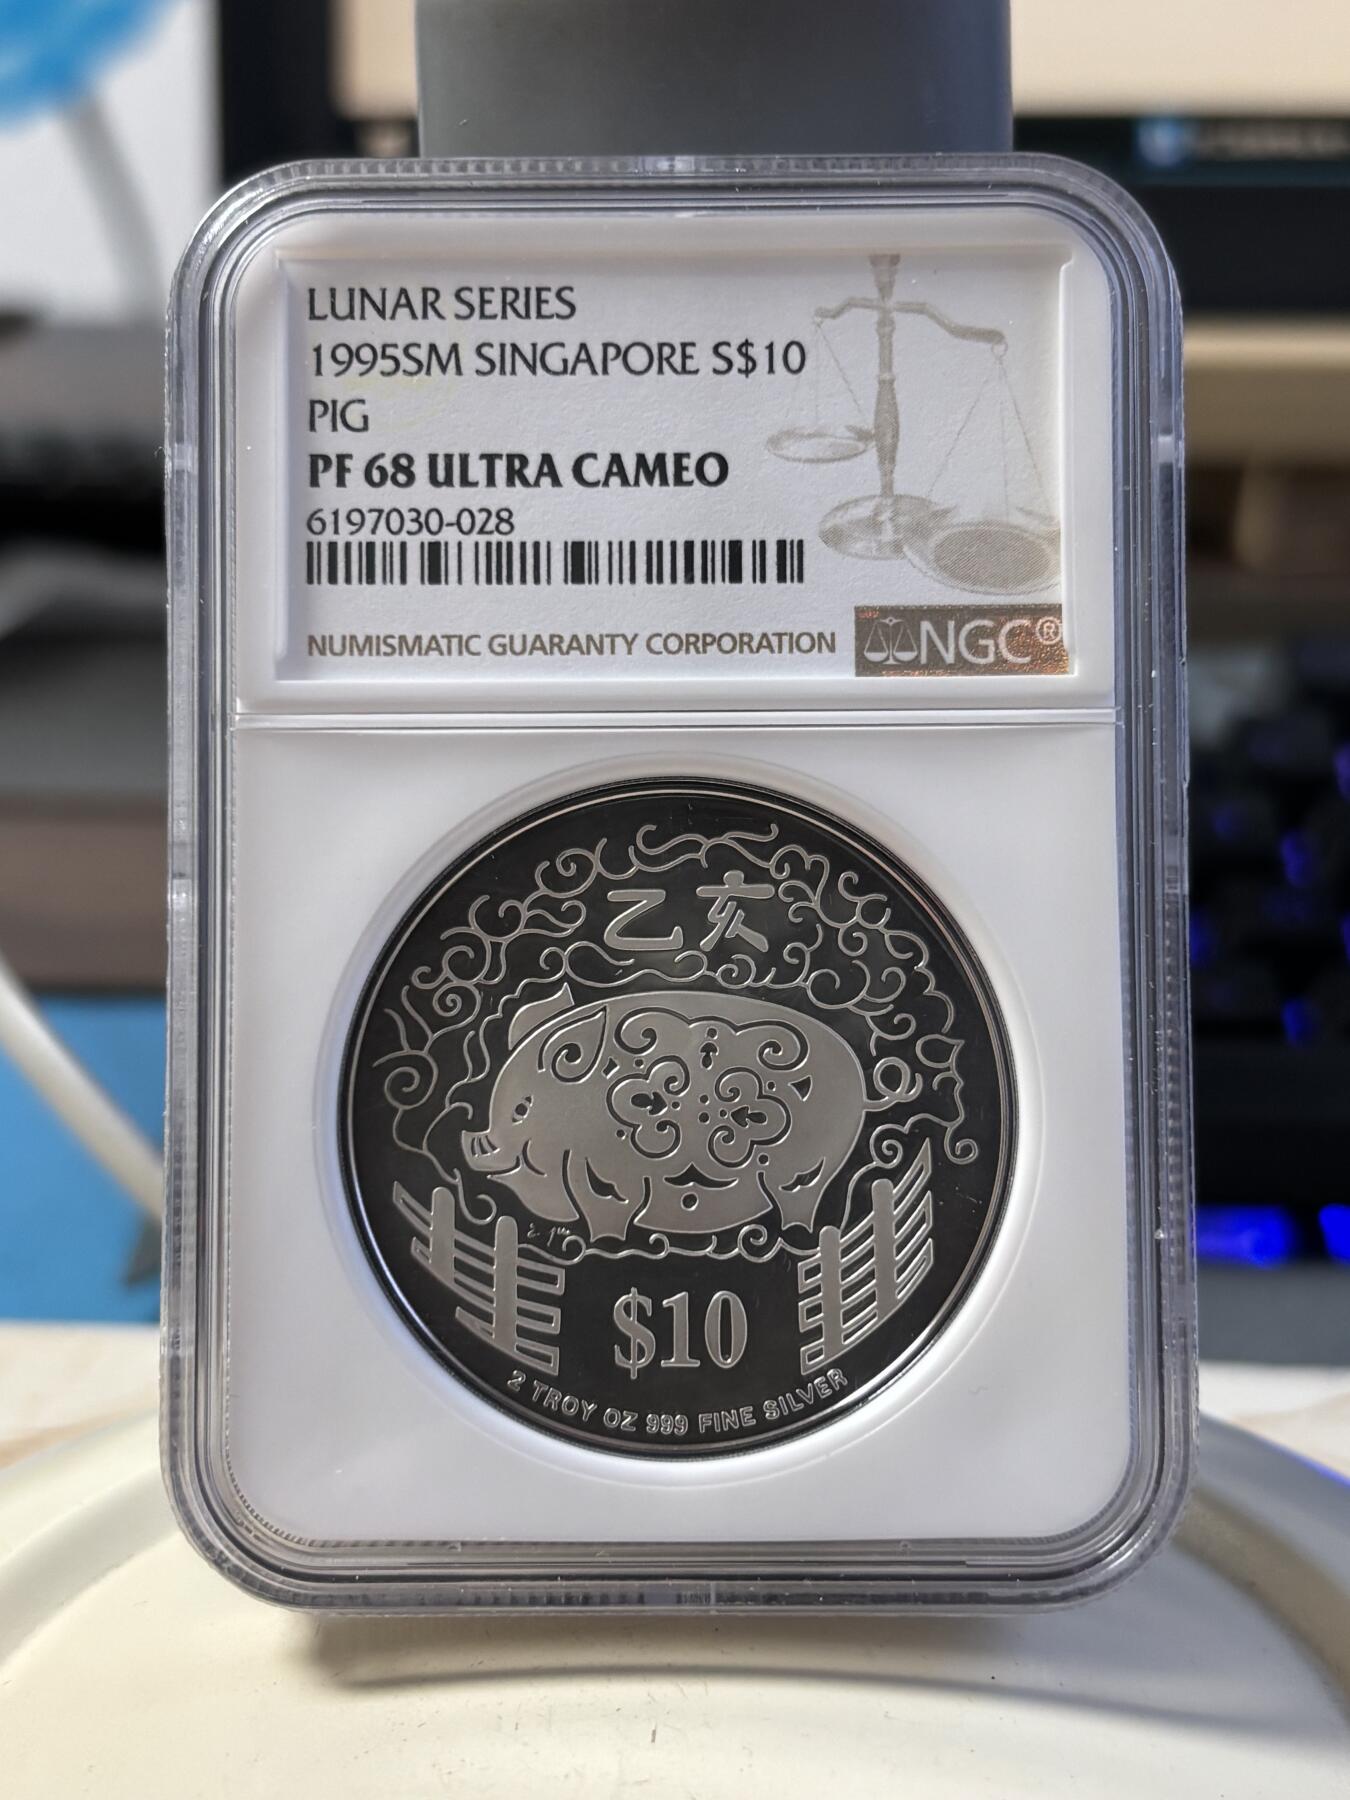 LUNAR SERIES
1995SM SINGAPORE S$10
PIG
PF 68 ULTRA CAMEO
6197030-028
NUMISMATIC GUARANTY CORPORATION
NGC®
乙亥
$10
2 TROY OZ 999 FINE SILVER